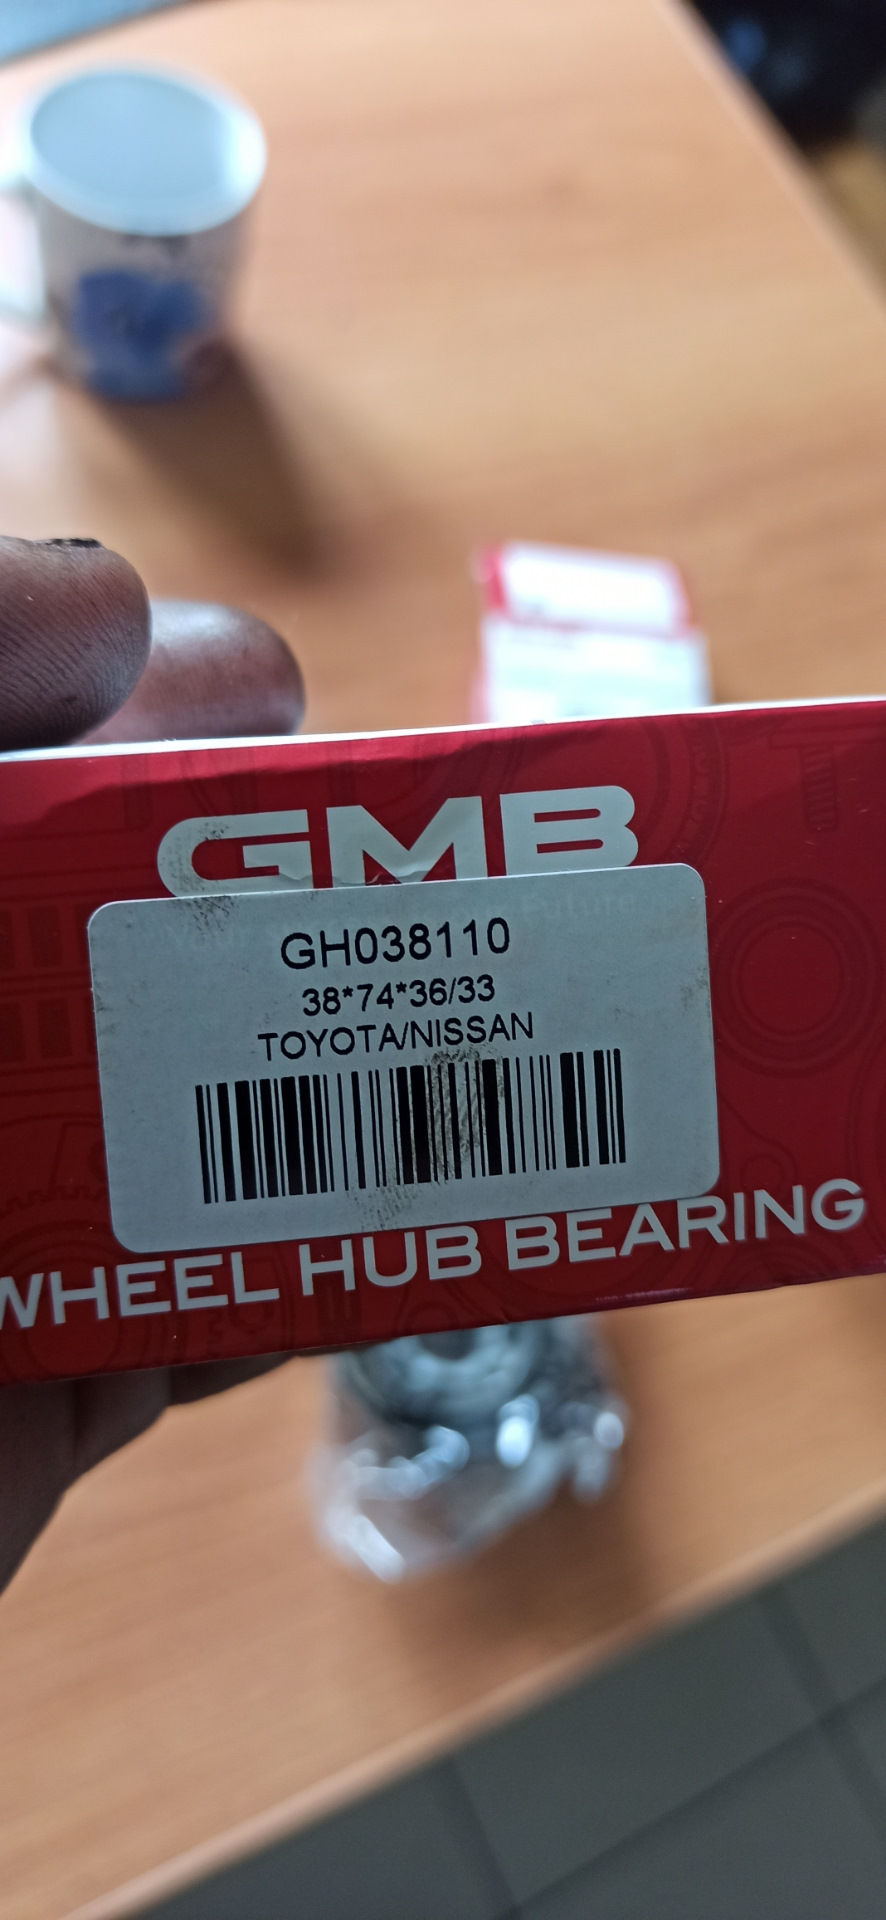 GMB
GH038110
38*74*36/33
TOYOTA/NISSAN
WHEEL HUB BEARING